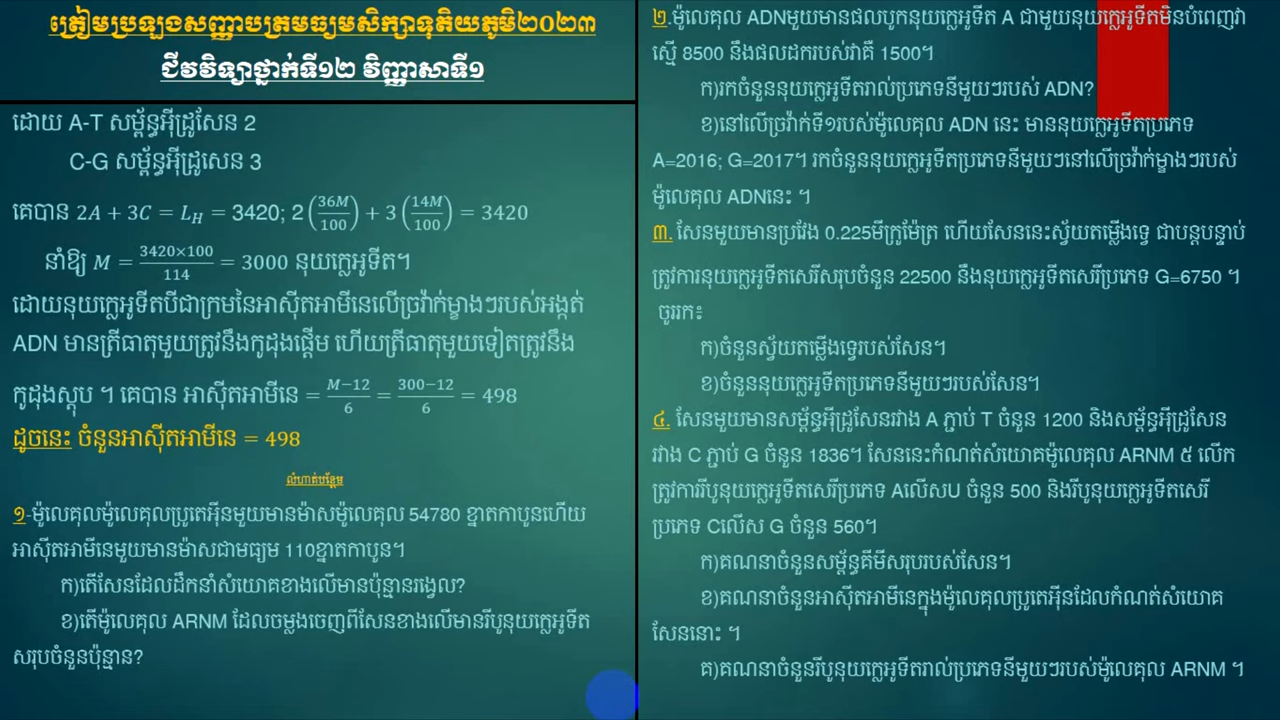 ត្រៀមប្រឡងសញ្ញាបត្រមធ្យមសិក្សាទុតិយភូមិ២០២៣
ជីវវិទ្យាថ្នាក់ទី១២ វិញ្ញាសាទី១
ដោយ A-T សម្ព័ន្ធអ៊ីដ្រូសែន 2
C-G សម្ព័ន្ធអ៊ីដ្រូសេន 3
គេបាន 2A + 3C = L_H = 3420; 2(36M/100) + 3(14M/100) = 3420
នាំឱ្យ M = 3420×100/114 = 3000 នុយក្លេអូទីត។
ដោយនុយក្លេអូទីតបីជាក្រមនៃអាស៊ីតអាមីនេលើច្រវ៉ាក់ម្ខាងៗរបស់អង្កត់
ADN មានត្រីធាតុមួយត្រូវនឹងកូដុងផ្ដើម ហើយត្រីធាតុមួយទៀតត្រូវនឹង
កូដុងស្តុប ។ គេបាន អាស៊ីតអាមីនេ = M−12/6 = 300−12/6 = 498
ដូចនេះ ចំនួនអាស៊ីតអាមីនេ = 498
លំហាត់បន្ថែម
១-ម៉ូលេគុលម៉ូលេគុលប្រូតេអ៊ីនមួយមានម៉ាសម៉ូលេគុល 54780 ខ្នាតកាបូនហើយ
អាស៊ីតអាមីនេមួយមានម៉ាសជាមធ្យម 110ខ្នាតកាបូន។
ក)តើសែនដែលដឹកនាំសំយោគខាងលើមានប៉ុន្មានរង្វេល?
ខ)តើម៉ូលេគុល ARNM ដែលចម្លងចេញពីសែនខាងលើមានរីបូនុយក្លេអូទីត
សរុបចំនួនប៉ុន្មាន?
២.ម៉ូលេគុល ADNមួយមានផលបូកនុយក្លេអូទីត A ជាមួយនុយក្លេអូទីតមិនបំពេញវា
ស្មើ 8500 នឹងផលដករបស់វាគឺ 1500។
ក)រកចំនួននុយក្លេអូទីតរាល់ប្រភេទនីមួយៗរបស់ ADN?
ខ)នៅលើច្រវ៉ាក់ទី១របស់ម៉ូលេគុល ADN នេះ មាននុយក្លេអូទីតប្រភេទ
A=2016; G=2017។ រកចំនួននុយក្លេអូទីតប្រភេទនីមួយៗនៅលើច្រវ៉ាក់ម្ខាងៗរបស់
ម៉ូលេគុល ADNនេះ ។
៣. សែនមួយមានប្រវែង 0.225មីក្រូម៉ែត្រ ហើយសែននេះស្វ័យតម្លើងទ្វេ ជាបន្តបន្ទាប់
ត្រូវការនុយក្លេអូទីតសេរីសរុបចំនួន 22500 នឹងនុយក្លេអូទីតសេរីប្រភេទ G=6750 ។
ចូររក៖
ក)ចំនួនស្វ័យតម្លើងទ្វេរបស់សែន។
ខ)ចំនួននុយក្លេអូទីតប្រភេទនីមួយៗរបស់សែន។
៤. សែនមួយមានសម្ព័ន្ធអ៊ីដ្រូសែនរវាង A ភ្ជាប់ T ចំនួន 1200 និងសម្ព័ន្ធអ៊ីដ្រូសែន
រវាង C ភ្ជាប់ G ចំនួន 1836។ សែននេះកំណត់សំយោគម៉ូលេគុល ARNM ៥ លើក
ត្រូវការរីបូនុយក្លេអូទីតសេរីប្រភេទ AលើសU ចំនួន 500 និងរីបូនុយក្លេអូទីតសេរី
ប្រភេទ Cលើស G ចំនួន 560។
ក)គណនាចំនួនសម្ព័ន្ធគីមីសរុបរបស់សែន។
ខ)គណនាចំនួនអាស៊ីតអាមីនេក្នុងម៉ូលេគុលប្រូតេអ៊ីនដែលកំណត់សំយោគ
សែននោះ ។
គ)គណនាចំនួនរីបូនុយក្លេអូទីតរាល់ប្រភេទនីមួយៗរបស់ម៉ូលេគុល ARNM ។